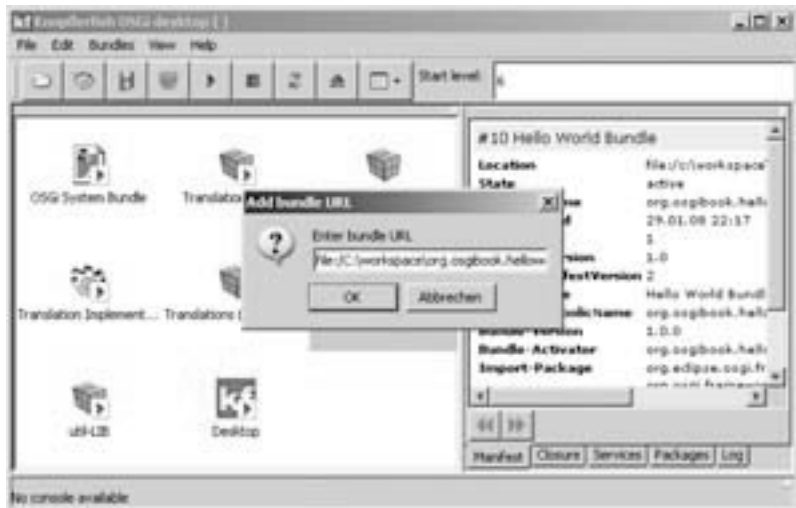 Knopflerfish OSGi desktop ( )
File Edit Bundles View Help
Start level: 6
OSGi System Bundle
Translation Implement...
Translations
util-LIB
Desktop
Add bundle URL
Enter bundle URL
file:/C:\workspace\org.osgibook.hellow
OK Abbrechen
#10 Hello World Bundle
Location file:/c:\workspace\
State active
org.osgibook.hell
29.01.08 22:17
1
1.0
2
Hello World Bundl
org.osgibook.hell
Bundle-Version 1.0.0
Bundle-Activator org.osgibook.hell
Import-Package org.eclipse.osgi.fr
Manifest Closure Services Packages Log
No console available